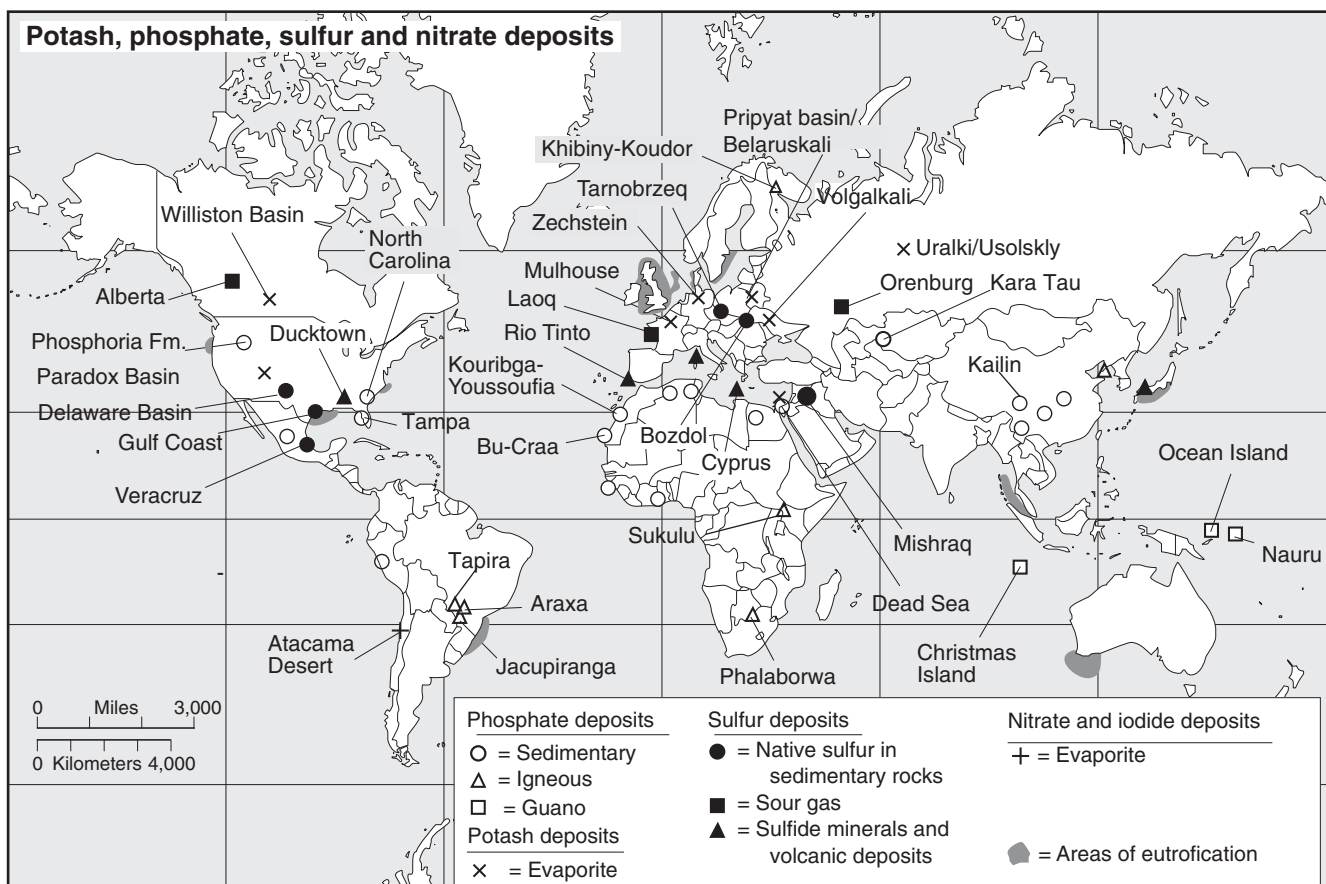 Potash, phosphate, sulfur and nitrate deposits
Pripyat basin/
Belaruskali
Khibiny-Koudor
Tarnobrzeq
Volgalkali
Williston Basin
Zechstein
North
Carolina
Uralki/Usolskly
Mulhouse
Orenburg
Kara Tau
Alberta
Laoq
Ducktown
Rio Tinto
Phosphoria Fm.
Kouribga-
Youssoufia
Kailin
Paradox Basin
Delaware Basin
Tampa
Gulf Coast
Bu-Craa
Bozdol
Cyprus
Ocean Island
Veracruz
Sukulu
Mishraq
Nauru
Tapira
Araxa
Dead Sea
Atacama
Desert
Jacupiranga
Phalaborwa
Christmas
Island
0 Miles 3,000
0 Kilometers 4,000
Phosphate deposits
= Sedimentary
= Igneous
= Guano
Potash deposits
= Evaporite
Sulfur deposits
= Native sulfur in
sedimentary rocks
= Sour gas
= Sulfide minerals and
volcanic deposits
Nitrate and iodide deposits
= Evaporite
= Areas of eutrofication